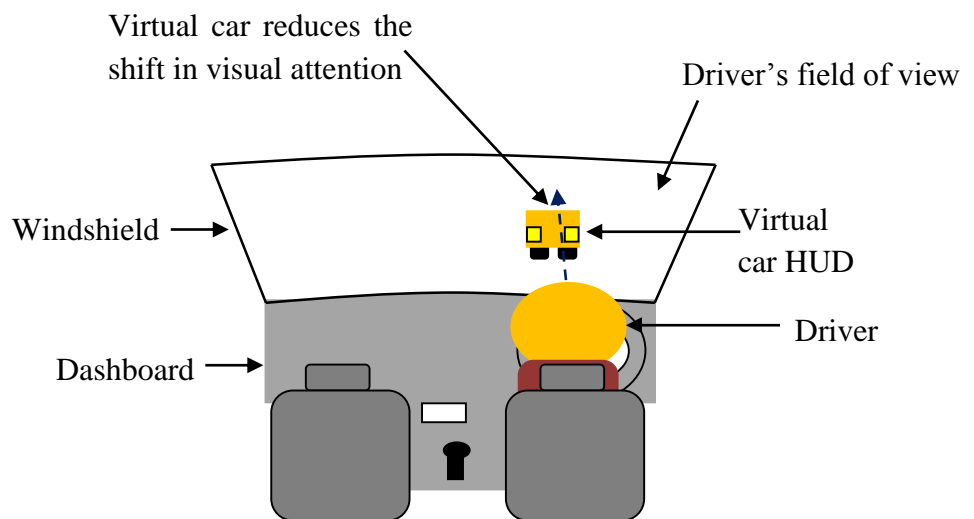 Virtual car reduces the
shift in visual attention
Driver's field of view
Windshield
Virtual
car HUD
Driver
Dashboard